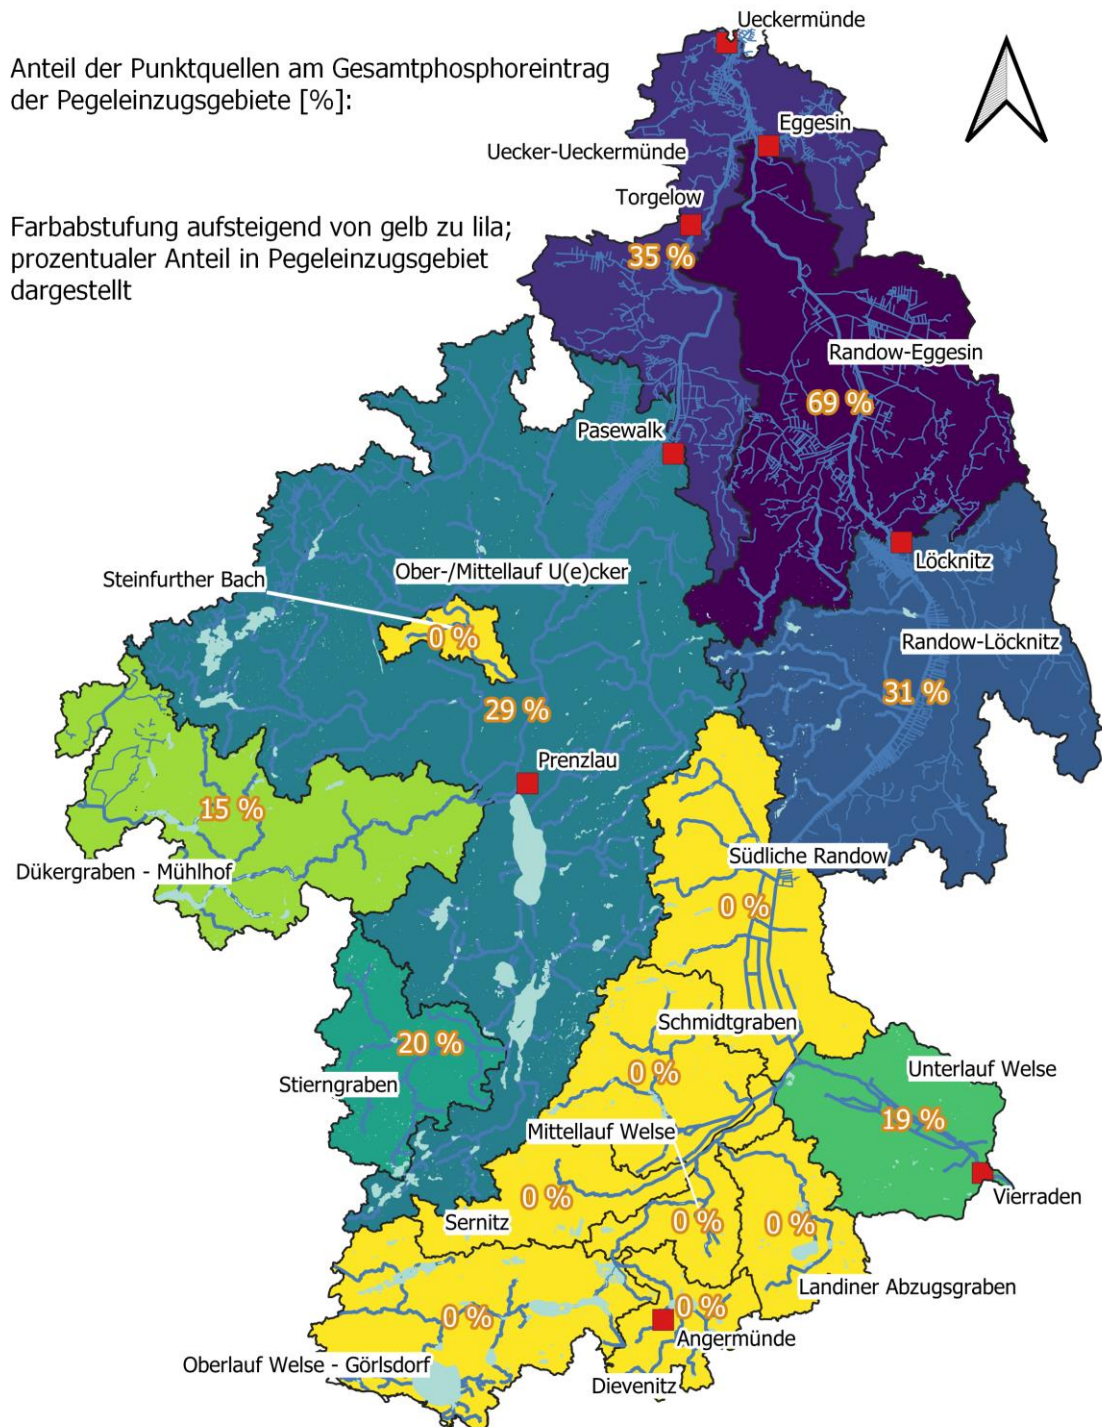 Ueckermünde
Anteil der Punktquellen am Gesamtphosphoreintrag
der Pegeleinzugsgebiete [%]:
Eggesin
Uecker-Ueckermünde
Torgelow
Farbabstufung aufsteigend von gelb zu lila;
prozentualer Anteil in Pegeleinzugsgebiet
dargestellt
35 %
Randow-Eggesin
69 %
Pasewalk
Löcknitz
Steinfurther Bach
Ober-/Mittellauf U(e)cker
0 %
Randow-Löcknitz
31 %
29 %
Prenzlau
15 %
Dükergraben - Mühlhof
Südliche Randow
0 %
Schmidtgraben
20 %
Stierngraben
0 %
Unterlauf Welse
19 %
Mittellauf Welse
Vierraden
0 %
Sernitz
0 %
0 %
Landiner Abzugsgraben
0 %
0 %
Angermünde
Oberlauf Welse - Görlsdorf
Dievenitz